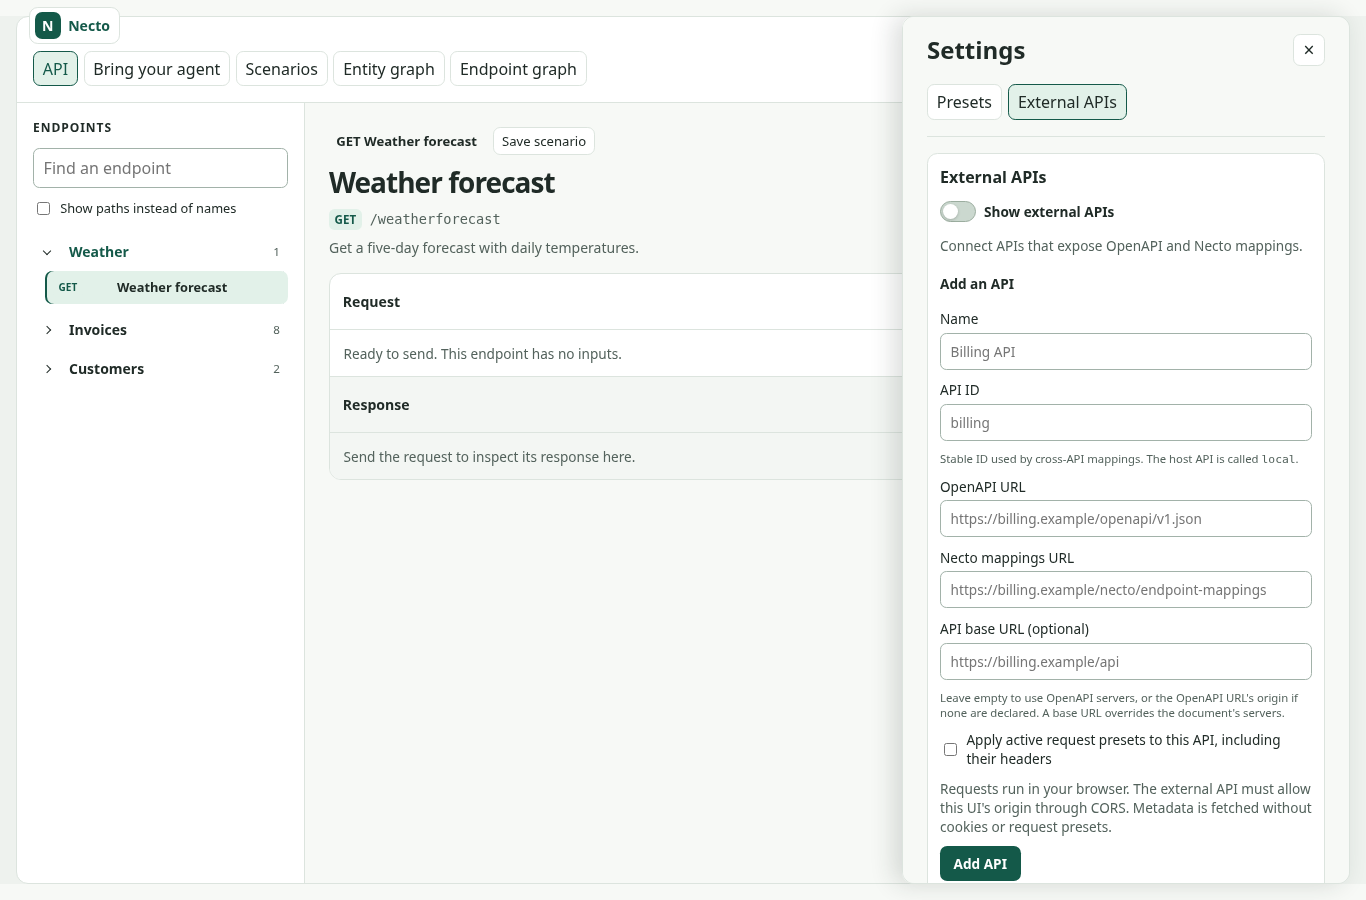 N Necto
API Bring your agent Scenarios Entity graph Endpoint graph
ENDPOINTS
Find an endpoint
Show paths instead of names
Weather 1
GET Weather forecast
Invoices 8
Customers 2
GET Weather forecast Save scenario
Weather forecast
GET /weatherforecast
Get a five-day forecast with daily temperatures.
Request
Ready to send. This endpoint has no inputs.
Response
Send the request to inspect its response here.
Settings ×
Presets External APIs
External APIs
Show external APIs
Connect APIs that expose OpenAPI and Necto mappings.
Add an API
Name
Billing API
API ID
billing
Stable ID used by cross-API mappings. The host API is called local.
OpenAPI URL
https://billing.example/openapi/v1.json
Necto mappings URL
https://billing.example/necto/endpoint-mappings
API base URL (optional)
https://billing.example/api
Leave empty to use OpenAPI servers, or the OpenAPI URL's origin if
none are declared. A base URL overrides the document's servers.
Apply active request presets to this API, including
their headers
Requests run in your browser. The external API must allow
this UI's origin through CORS. Metadata is fetched without
cookies or request presets.
Add API